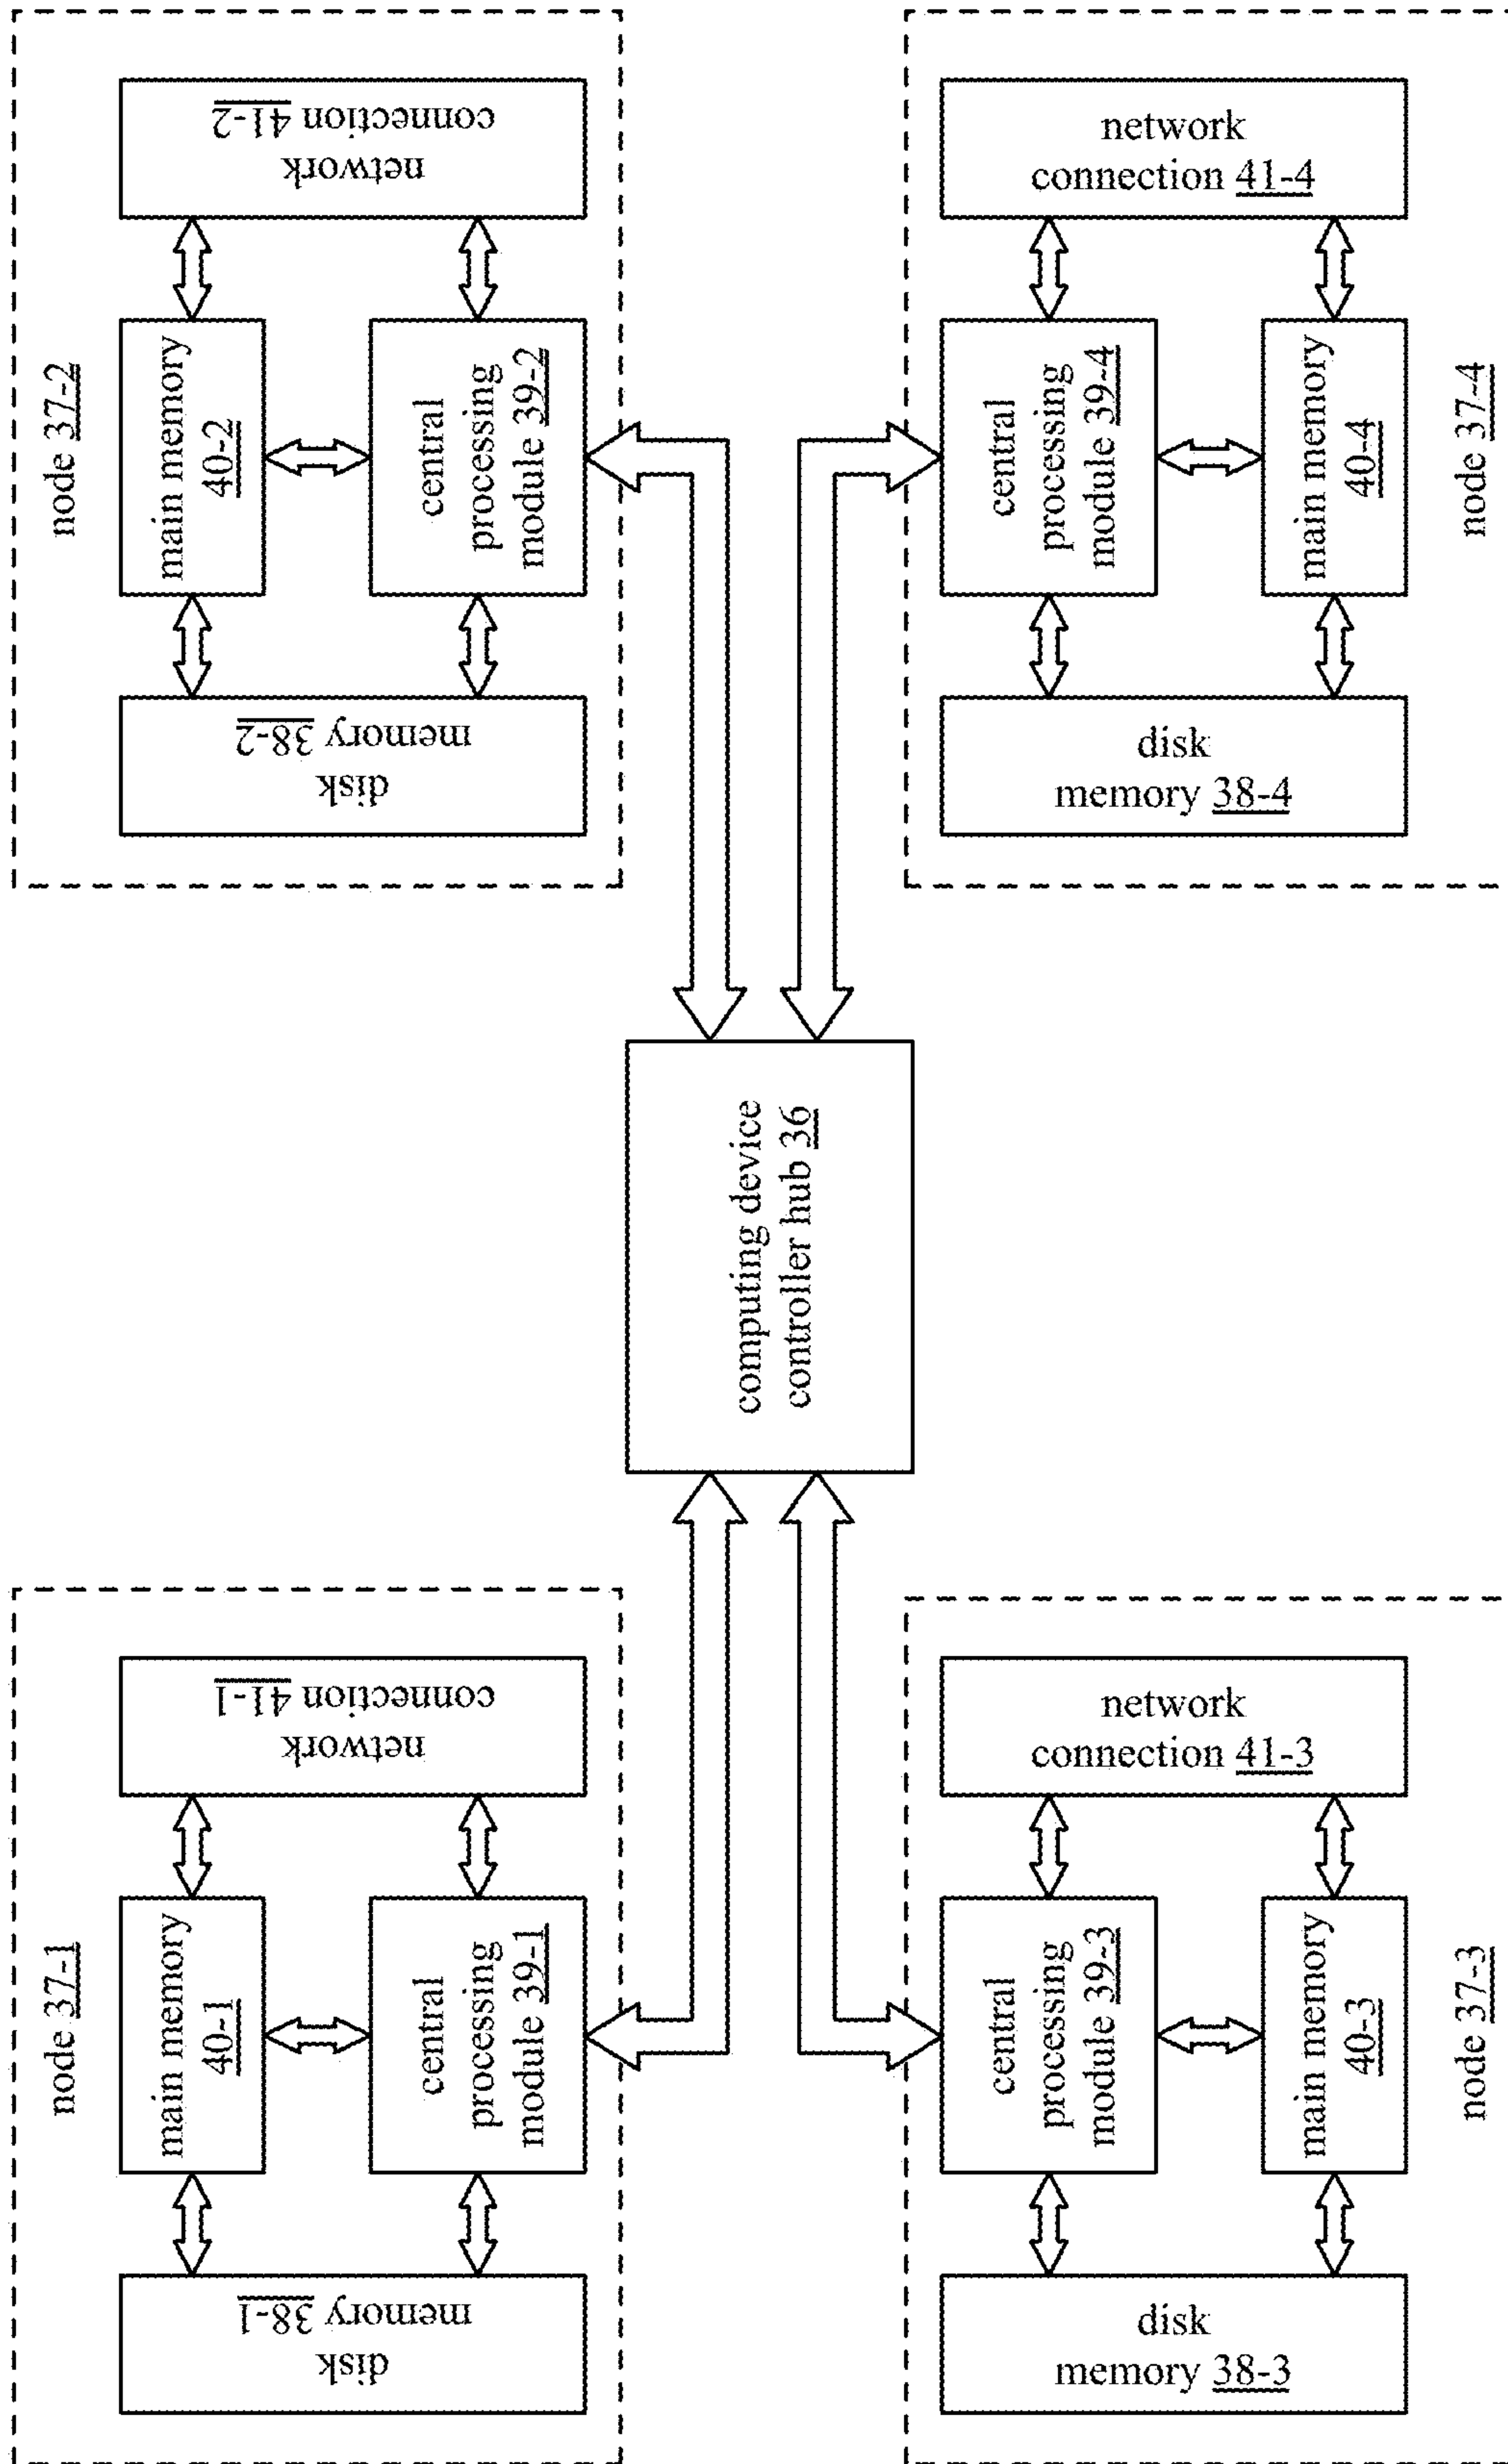 node 37-1
disk
memory 38-1
main memory
40-1
central
processing
module 39-1
network
connection 41-1
node 37-2
disk
memory 38-2
main memory
40-2
central
processing
module 39-2
network
connection 41-2
computing device
controller hub 36
disk
memory 38-3
central
processing
module 39-3
main memory
40-3
network
connection 41-3
node 37-3
disk
memory 38-4
central
processing
module 39-4
main memory
40-4
network
connection 41-4
node 37-4